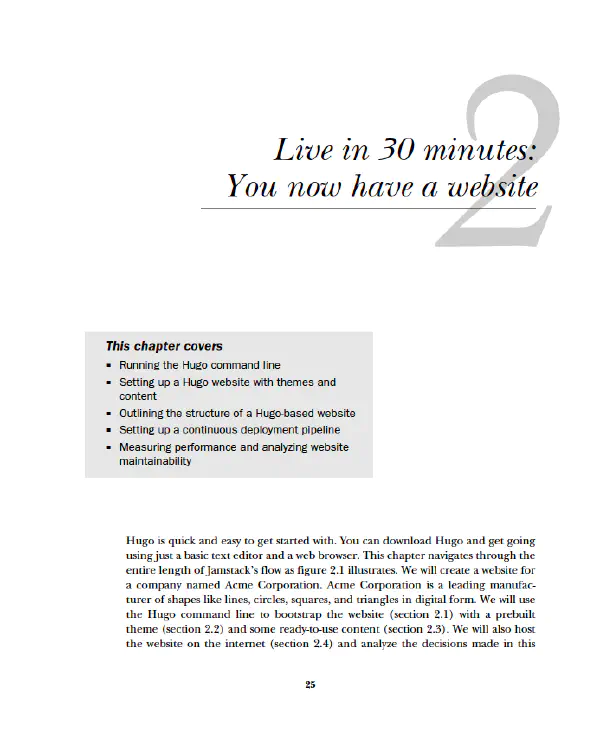 2
Live in 30 minutes:
You now have a website
This chapter covers
▪ Running the Hugo command line
▪ Setting up a Hugo website with themes and
content
▪ Outlining the structure of a Hugo-based website
▪ Setting up a continuous deployment pipeline
▪ Measuring performance and analyzing website
maintainability
Hugo is quick and easy to get started with. You can download Hugo and get going
using just a basic text editor and a web browser. This chapter navigates through the
entire length of Jamstack's flow as figure 2.1 illustrates. We will create a website for
a company named Acme Corporation. Acme Corporation is a leading manufac-
turer of shapes like lines, circles, squares, and triangles in digital form. We will use
the Hugo command line to bootstrap the website (section 2.1) with a prebuilt
theme (section 2.2) and some ready-to-use content (section 2.3). We will also host
the website on the internet (section 2.4) and analyze the decisions made in this
25